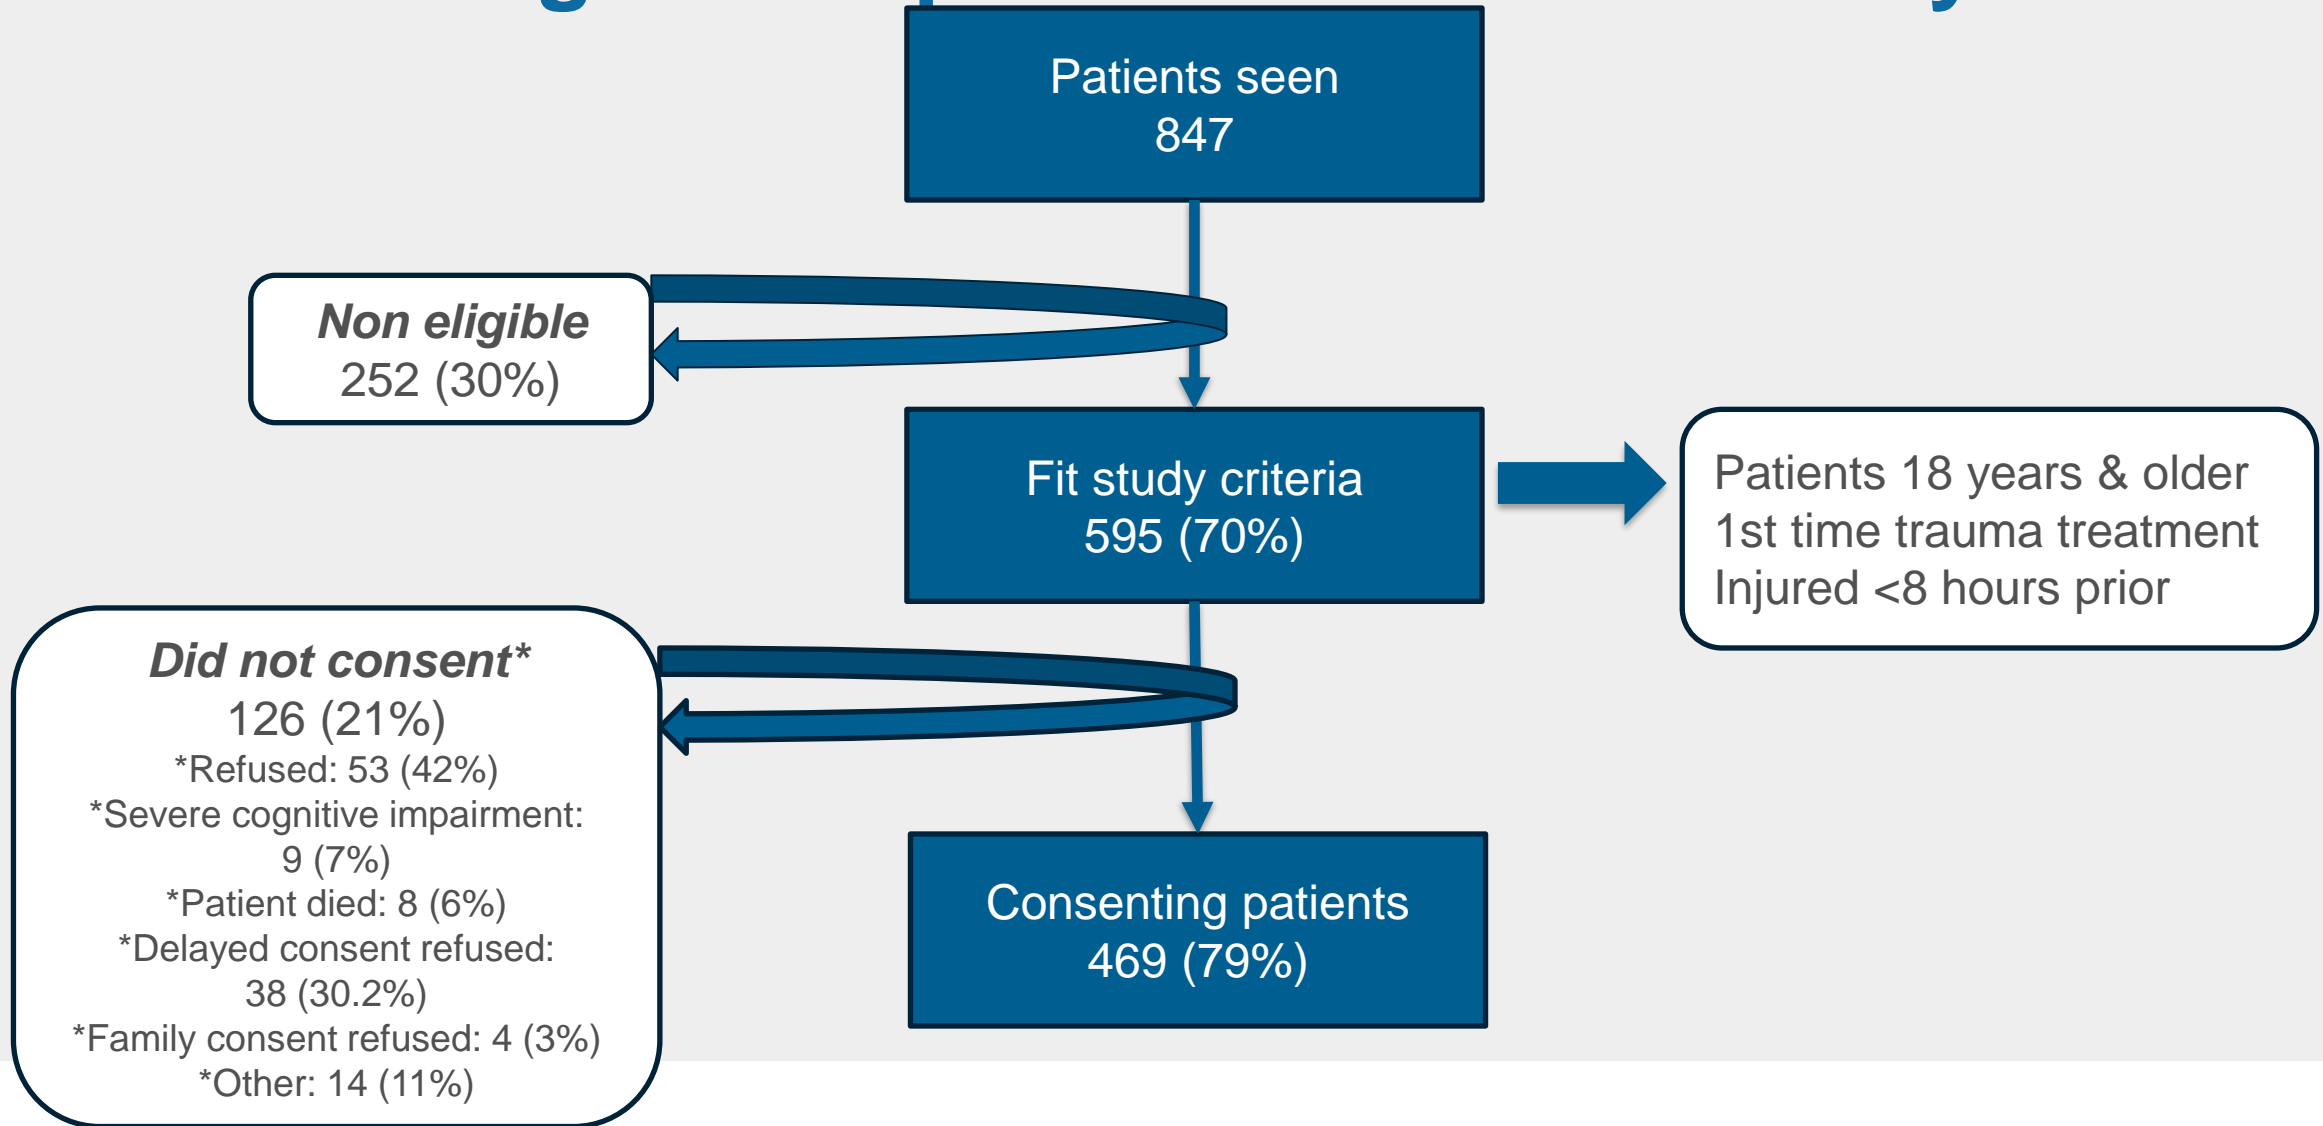 Patients seen
847
Non eligible
252 (30%)
Fit study criteria
595 (70%)
Patients 18 years & older
1st time trauma treatment
Injured <8 hours prior
Did not consent*
126 (21%)
*Refused: 53 (42%)
*Severe cognitive impairment:
9 (7%)
*Patient died: 8 (6%)
*Delayed consent refused:
38 (30.2%)
*Family consent refused: 4 (3%)
*Other: 14 (11%)
Consenting patients
469 (79%)